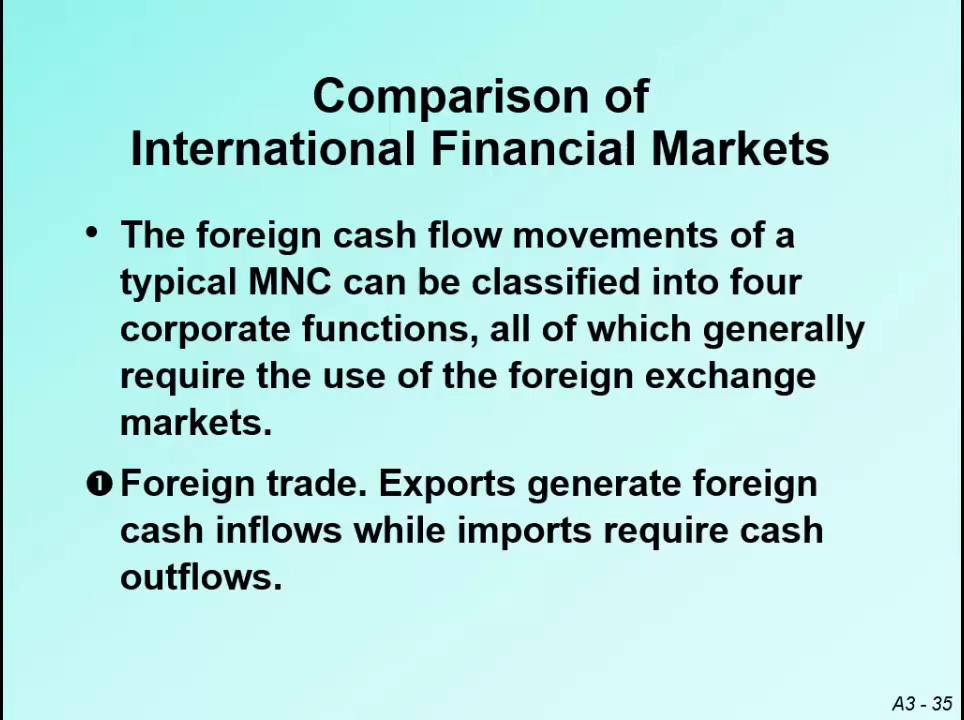 Comparison of
International Financial Markets
• The foreign cash flow movements of a
typical MNC can be classified into four
corporate functions, all of which generally
require the use of the foreign exchange
markets.
❶ Foreign trade. Exports generate foreign
cash inflows while imports require cash
outflows.
A3 - 35